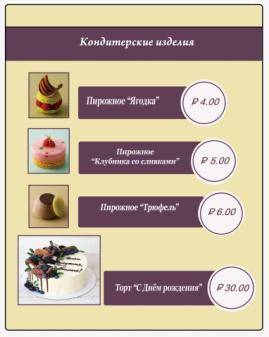 Кондитерские изделия
Пирожное “Ягодка”
₽ 4.00
Пирожное
“Клубника со сливками”
₽ 5.00
Пирожное “Трюфель”
₽ 6.00
Торт “С Днём рождения”
₽ 30.00